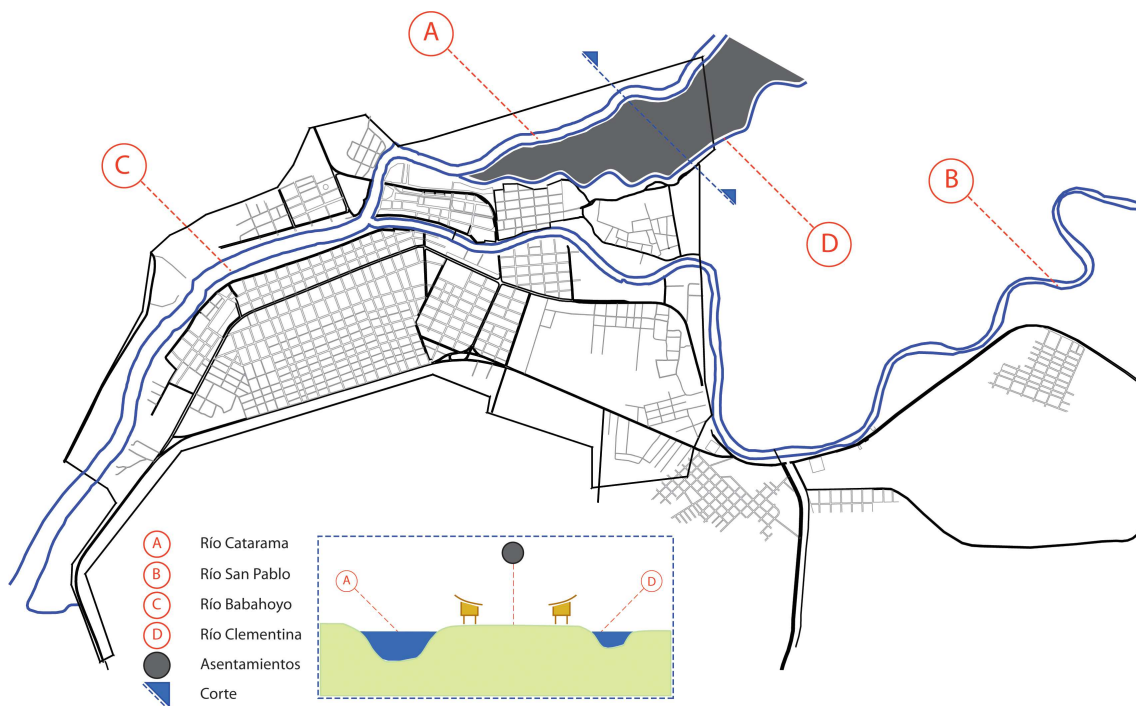 A
C
B
D
A Río Catarama
B Río San Pablo
C Río Babahoyo
D Río Clementina
Asentamientos
Corte
A
D